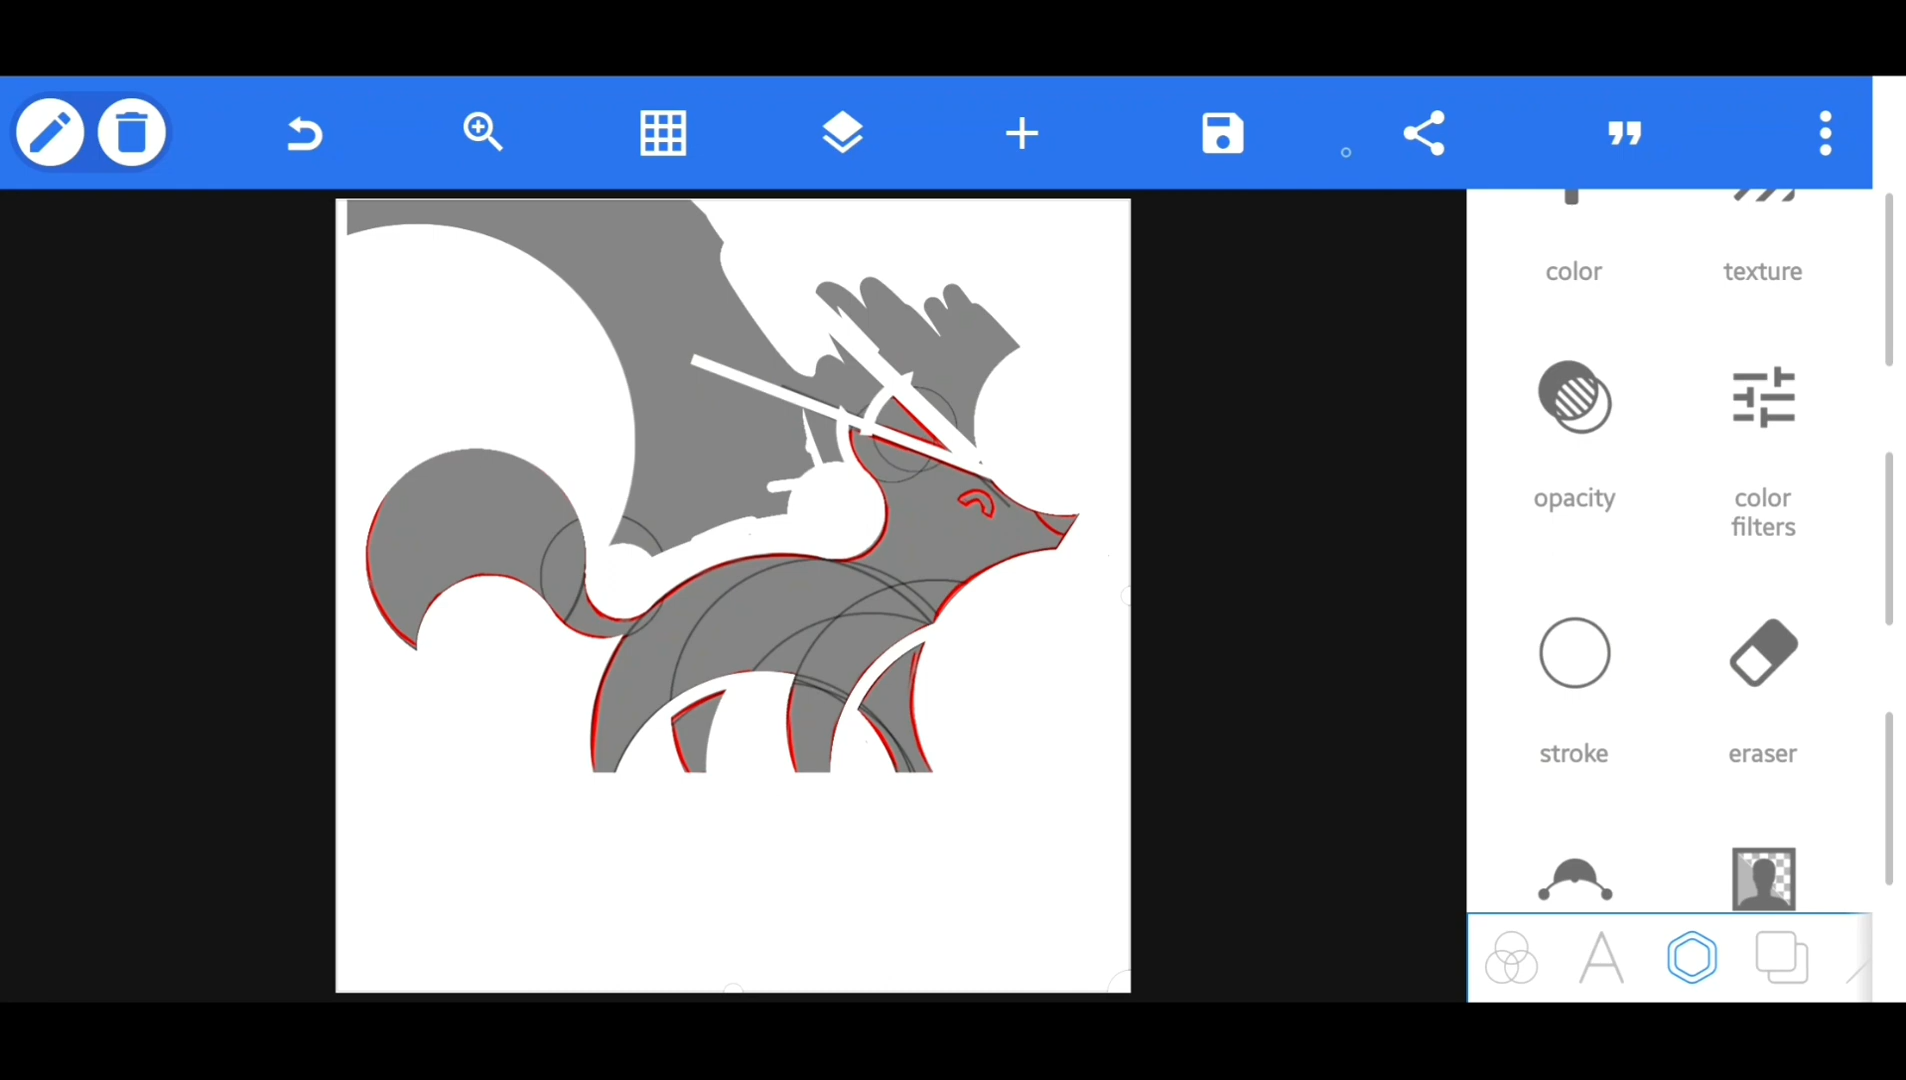 color
texture
opacity
color
filters
stroke
eraser